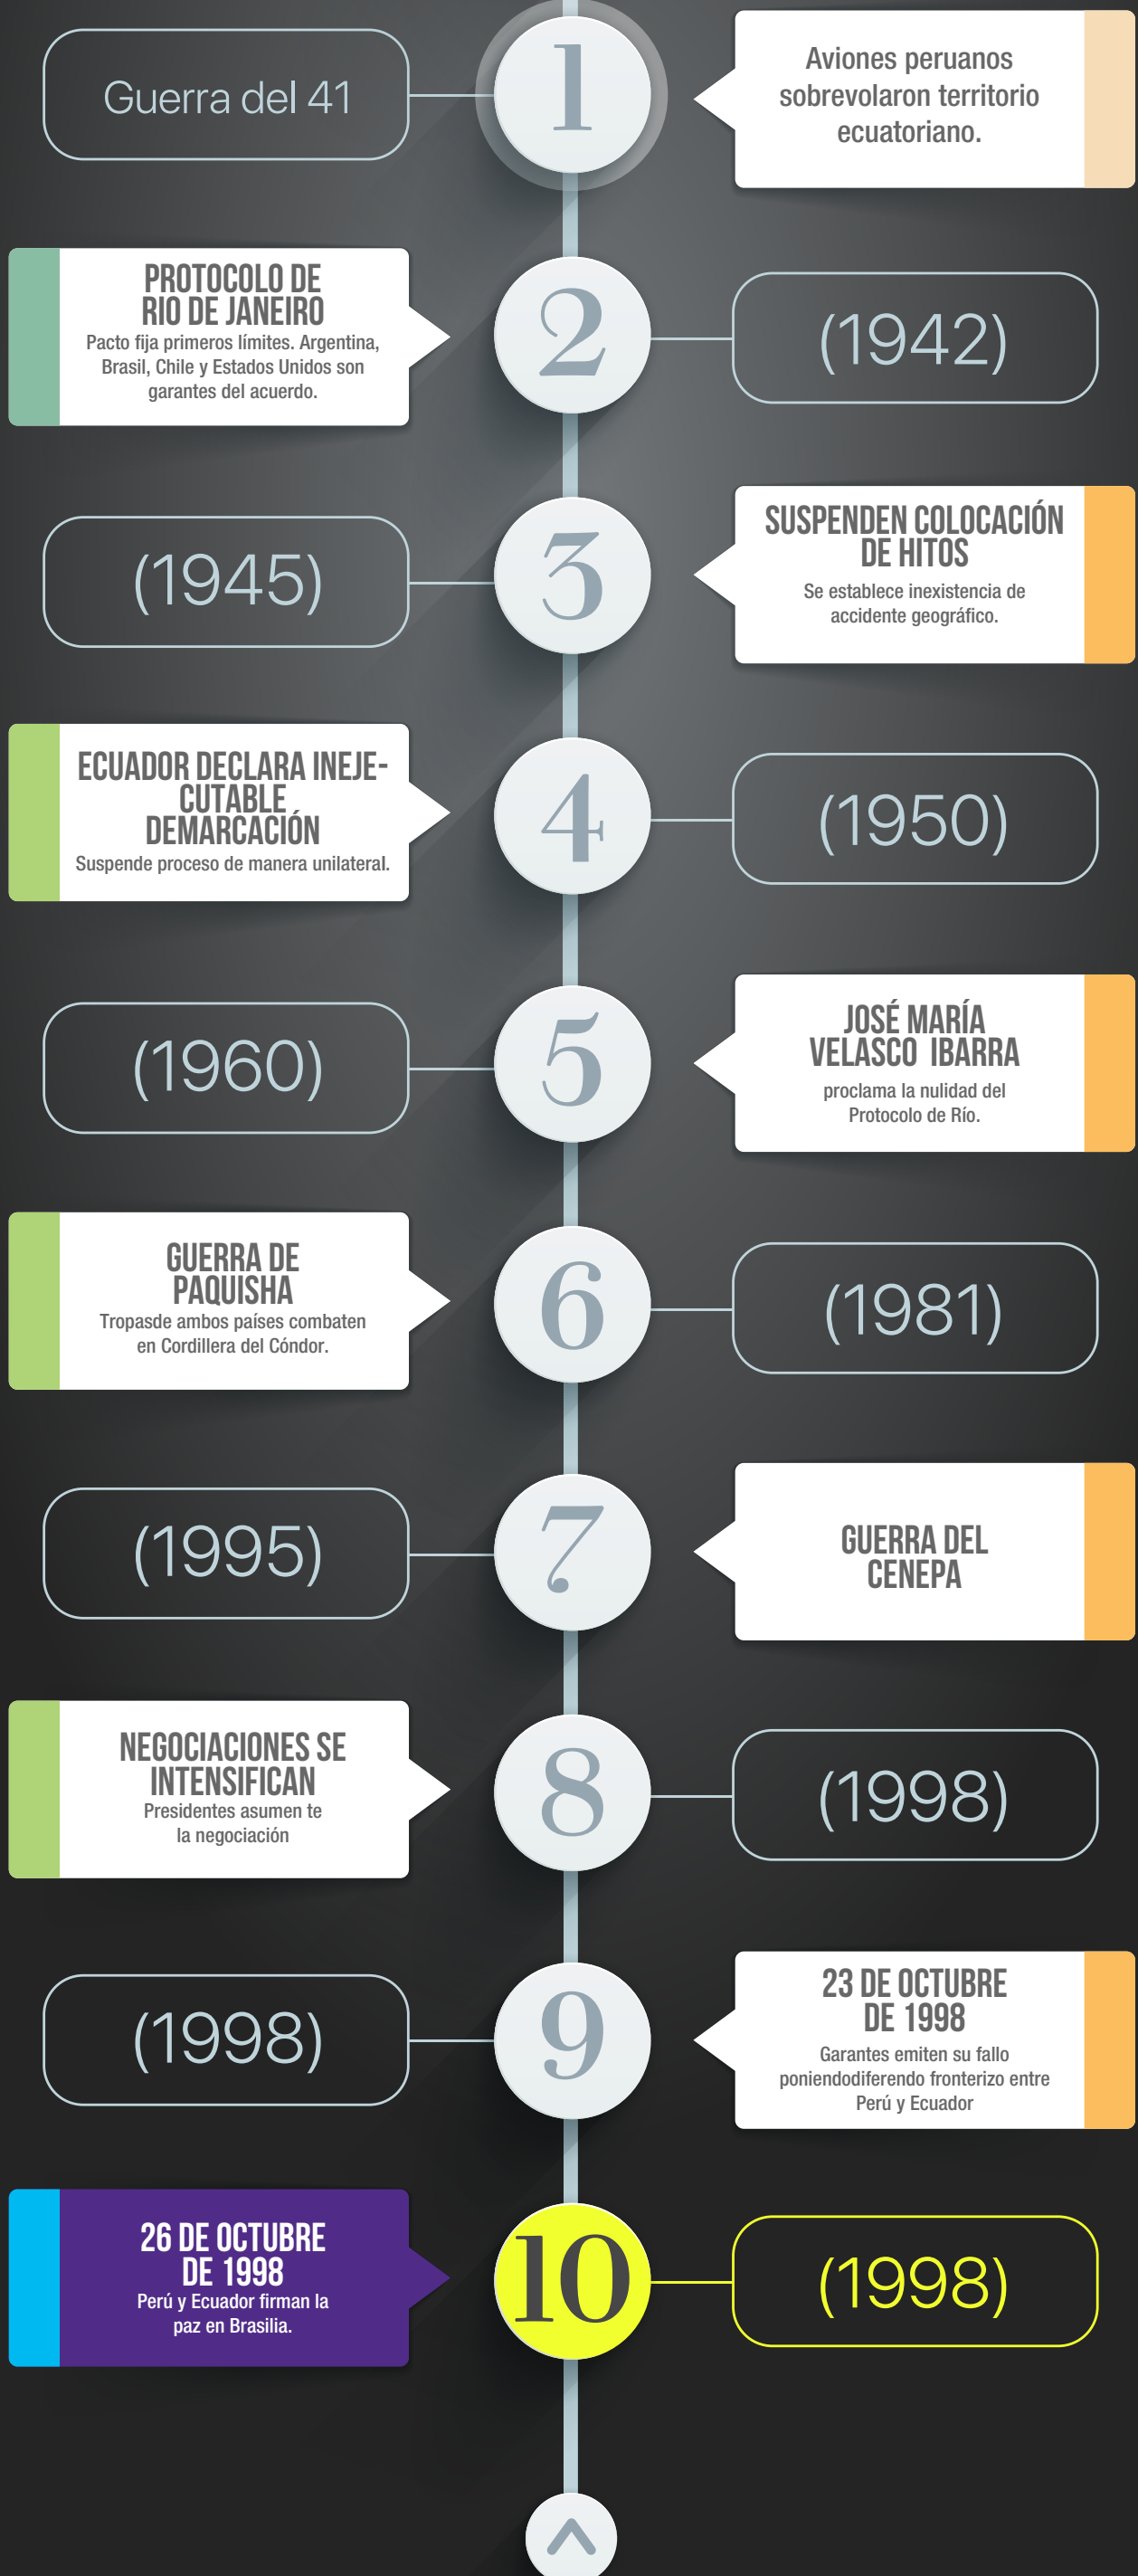 Guerra del 41
1
Aviones peruanos
sobrevolaron territorio
ecuatoriano.
PROTOCOLO DE
RIO DE JANEIRO
Pacto fija primeros límites. Argentina,
Brasil, Chile y Estados Unidos son
garantes del acuerdo.
2
(1942)
(1945)
3
SUSPENDEN COLOCACIÓN
DE HITOS
Se establece inexistencia de
accidente geográfico.
ECUADOR DECLARA INEJE-
CUTABLE
DEMARCACIÓN
Suspende proceso de manera unilateral.
4
(1950)
(1960)
5
JOSÉ MARÍA
VELASCO IBARRA
proclama la nulidad del
Protocolo de Río.
GUERRA DE
PAQUISHA
Tropasde ambos países combaten
en Cordillera del Cóndor.
6
(1981)
(1995)
7
GUERRA DEL
CENEPA
NEGOCIACIONES SE
INTENSIFICAN
Presidentes asumen te
la negociación
8
(1998)
(1998)
9
23 DE OCTUBRE
DE 1998
Garantes emiten su fallo
poniendodiferendo fronterizo entre
Perú y Ecuador
26 DE OCTUBRE
DE 1998
Perú y Ecuador firman la
paz en Brasilia.
10
(1998)